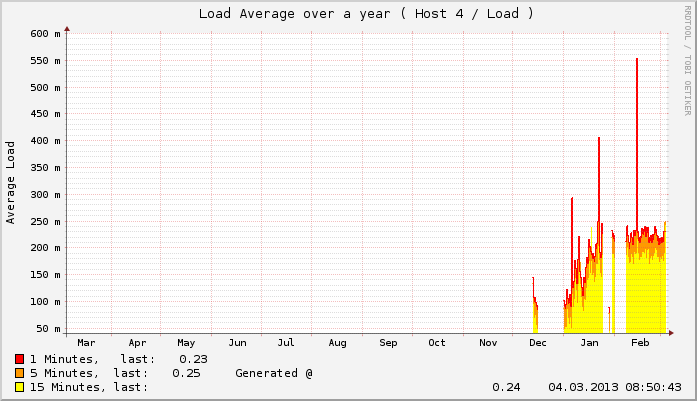 Load Average over a year ( Host 4 / Load )
RRDTOOL / TOBI OETIKER
Average Load
600 m
550 m
500 m
450 m
400 m
350 m
300 m
250 m
200 m
150 m
100 m
50 m
Mar Apr May Jun Jul Aug Sep Oct Nov Dec Jan Feb
1 Minutes, last: 0.23
5 Minutes, last: 0.25 Generated @
15 Minutes, last: 0.24 04.03.2013 08:50:43